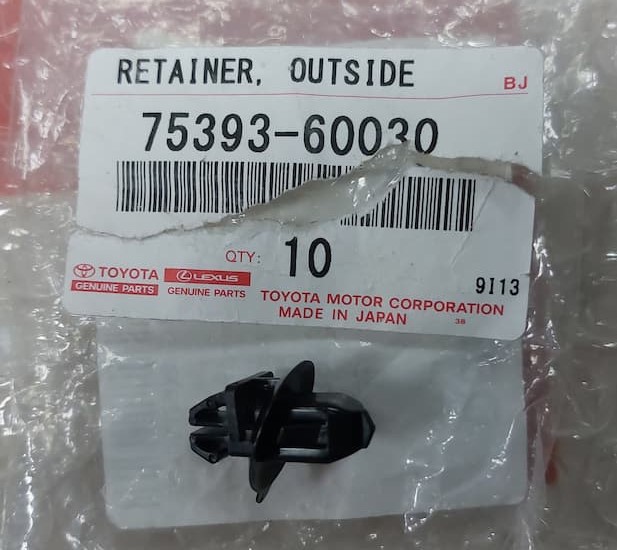 RETAINER, OUTSIDE
BJ
75393-60030
QTY: 10
9I13
TOYOTA LEXUS
GENUINE PARTS GENUINE PARTS
TOYOTA MOTOR CORPORATION
MADE IN JAPAN 38